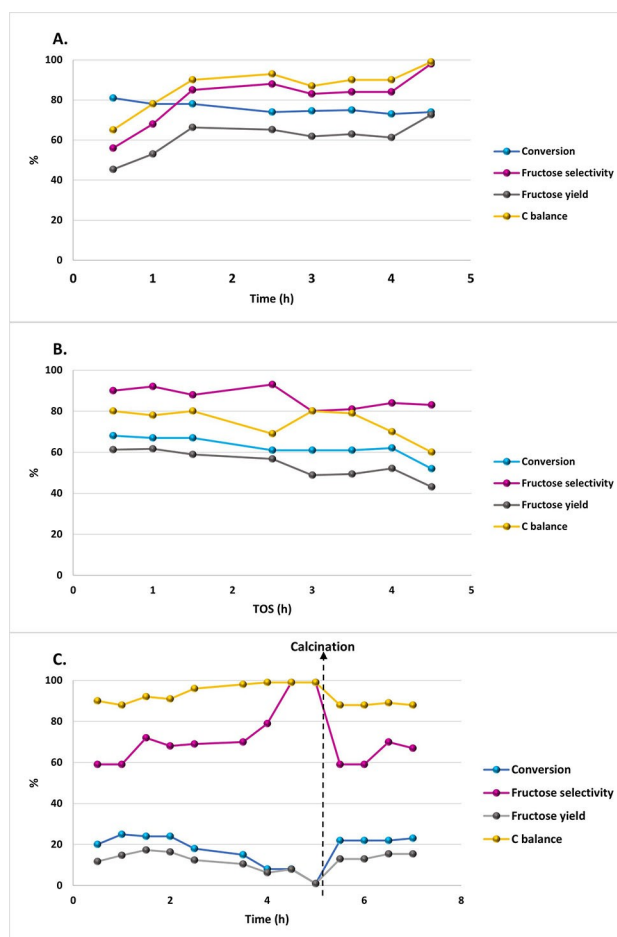 A.
100
80
60
40
20
0
%
0 1 2 3 4 5
Time (h)
Conversion
Fructose selectivity
Fructose yield
C balance
B.
100
80
60
40
20
0
%
0 1 2 3 4 5
TOS (h)
Conversion
Fructose selectivity
Fructose yield
C balance
Calcination
C.
100
80
60
40
20
0
%
0 2 4 6 8
Time (h)
Conversion
Fructose selectivity
Fructose yield
C balance